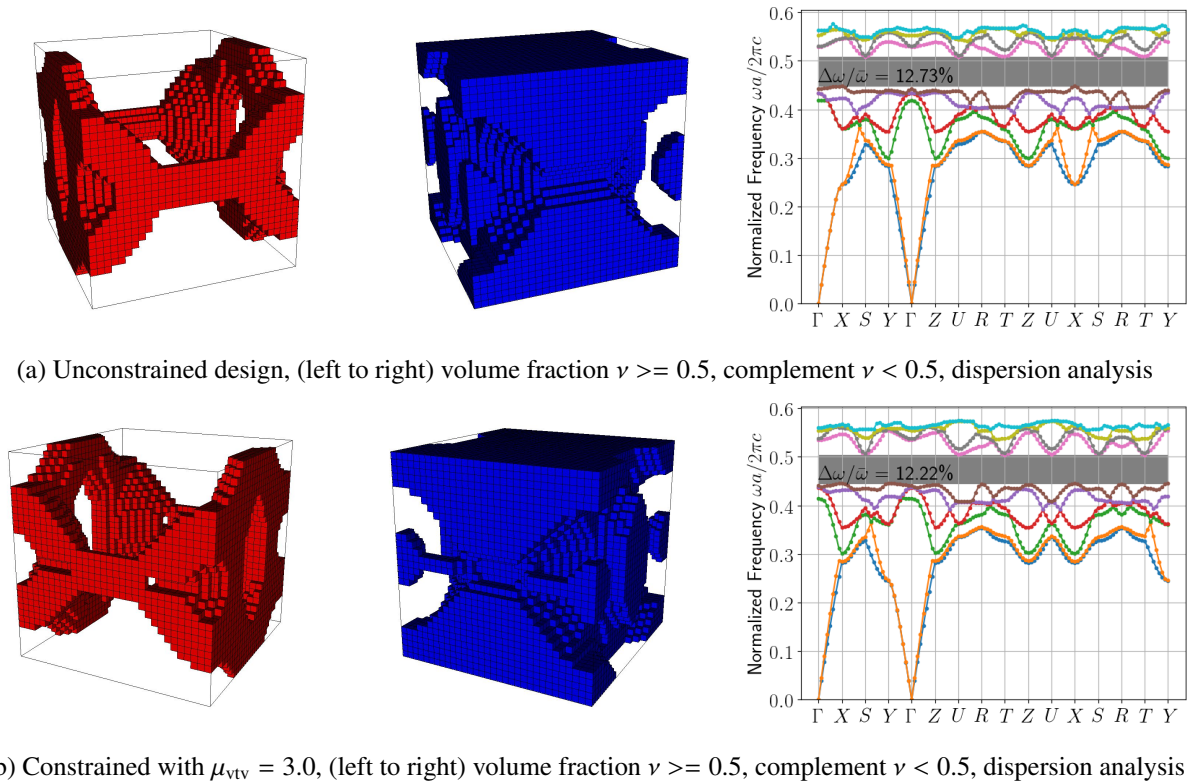 0.6
0.5
0.4
0.3
0.2
0.1
0.0
Normalized Frequency ωa/2πc
Δω/ω̄ = 12.73%
Γ X S Y Γ Z U R T Z U X S R T Y
(a) Unconstrained design, (left to right) volume fraction ν >= 0.5, complement ν < 0.5, dispersion analysis
0.6
0.5
0.4
0.3
0.2
0.1
0.0
Normalized Frequency ωa/2πc
Δω/ω̄ = 12.22%
Γ X S Y Γ Z U R T Z U X S R T Y
) Constrained with μvtv = 3.0, (left to right) volume fraction ν >= 0.5, complement ν < 0.5, dispersion analysis